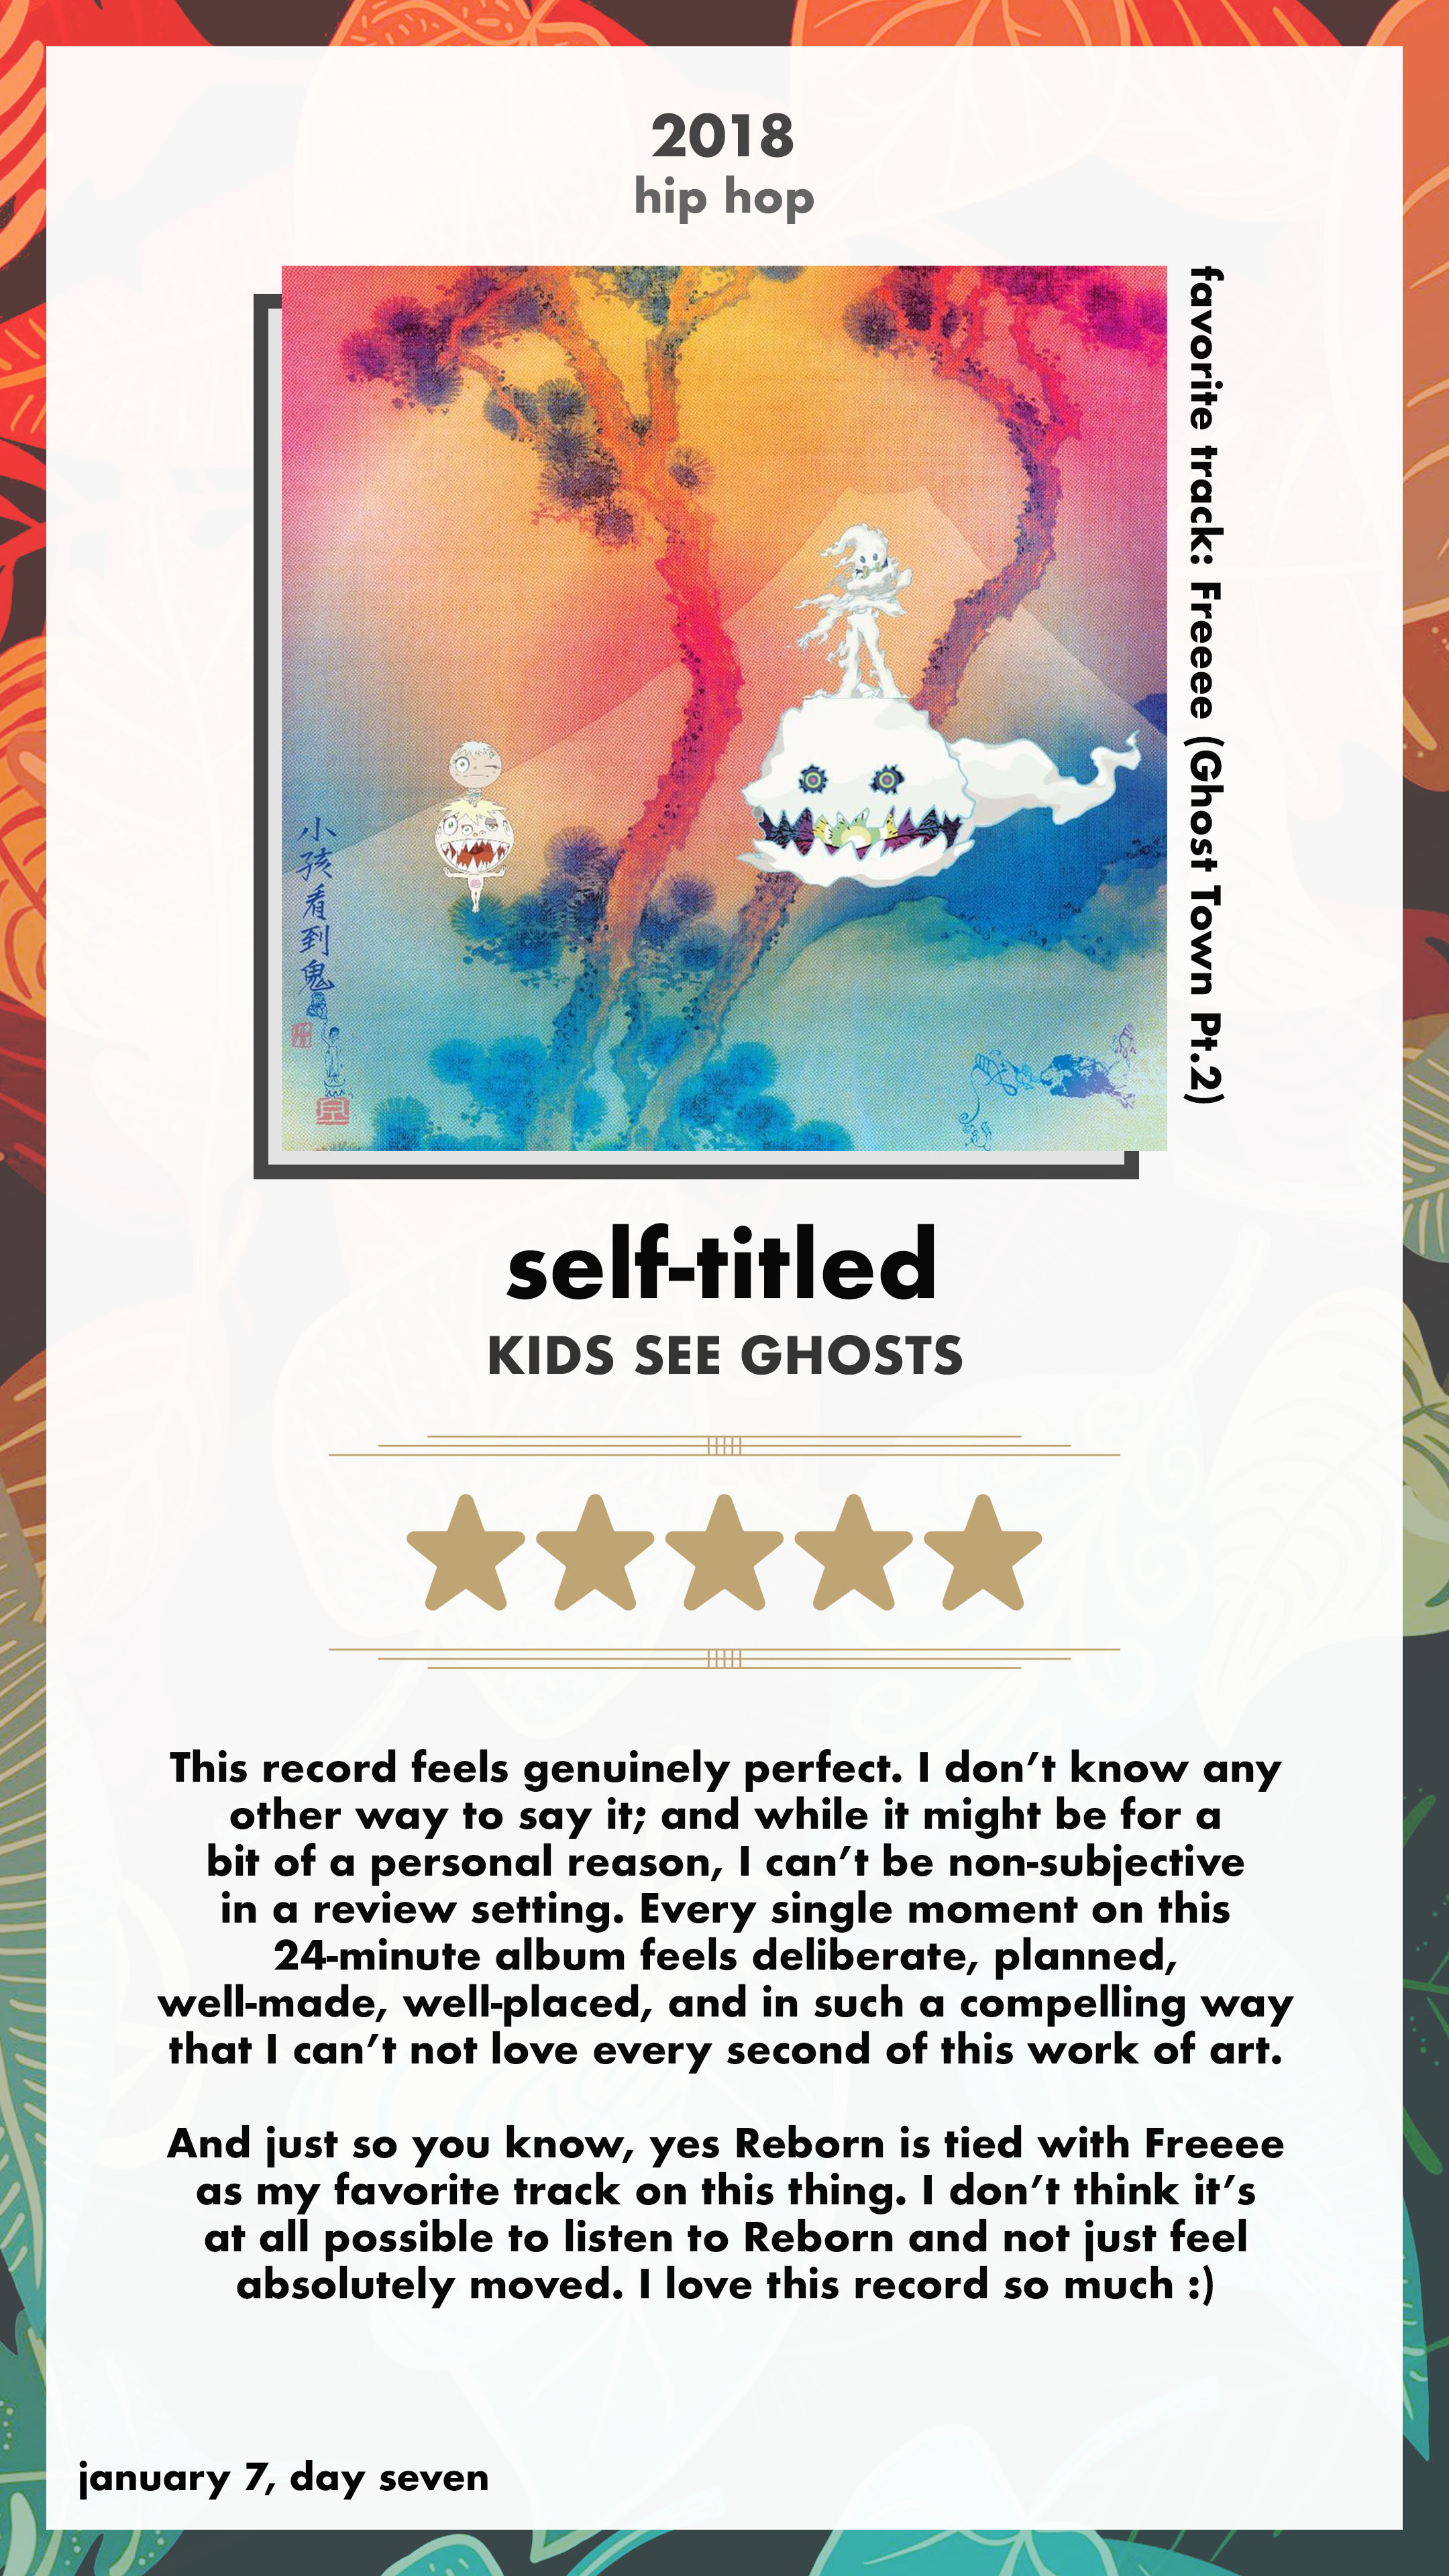 2018
hip hop
favorite track: Freeee (Ghost Town Pt.2)
小孩看到鬼
self-titled
KIDS SEE GHOSTS
This record feels genuinely perfect. I don’t know any
other way to say it; and while it might be for a
bit of a personal reason, I can’t be non-subjective
in a review setting. Every single moment on this
24-minute album feels deliberate, planned,
well-made, well-placed, and in such a compelling way
that I can’t not love every second of this work of art.
And just so you know, yes Reborn is tied with Freeee
as my favorite track on this thing. I don’t think it’s
at all possible to listen to Reborn and not just feel
absolutely moved. I love this record so much :)
january 7, day seven